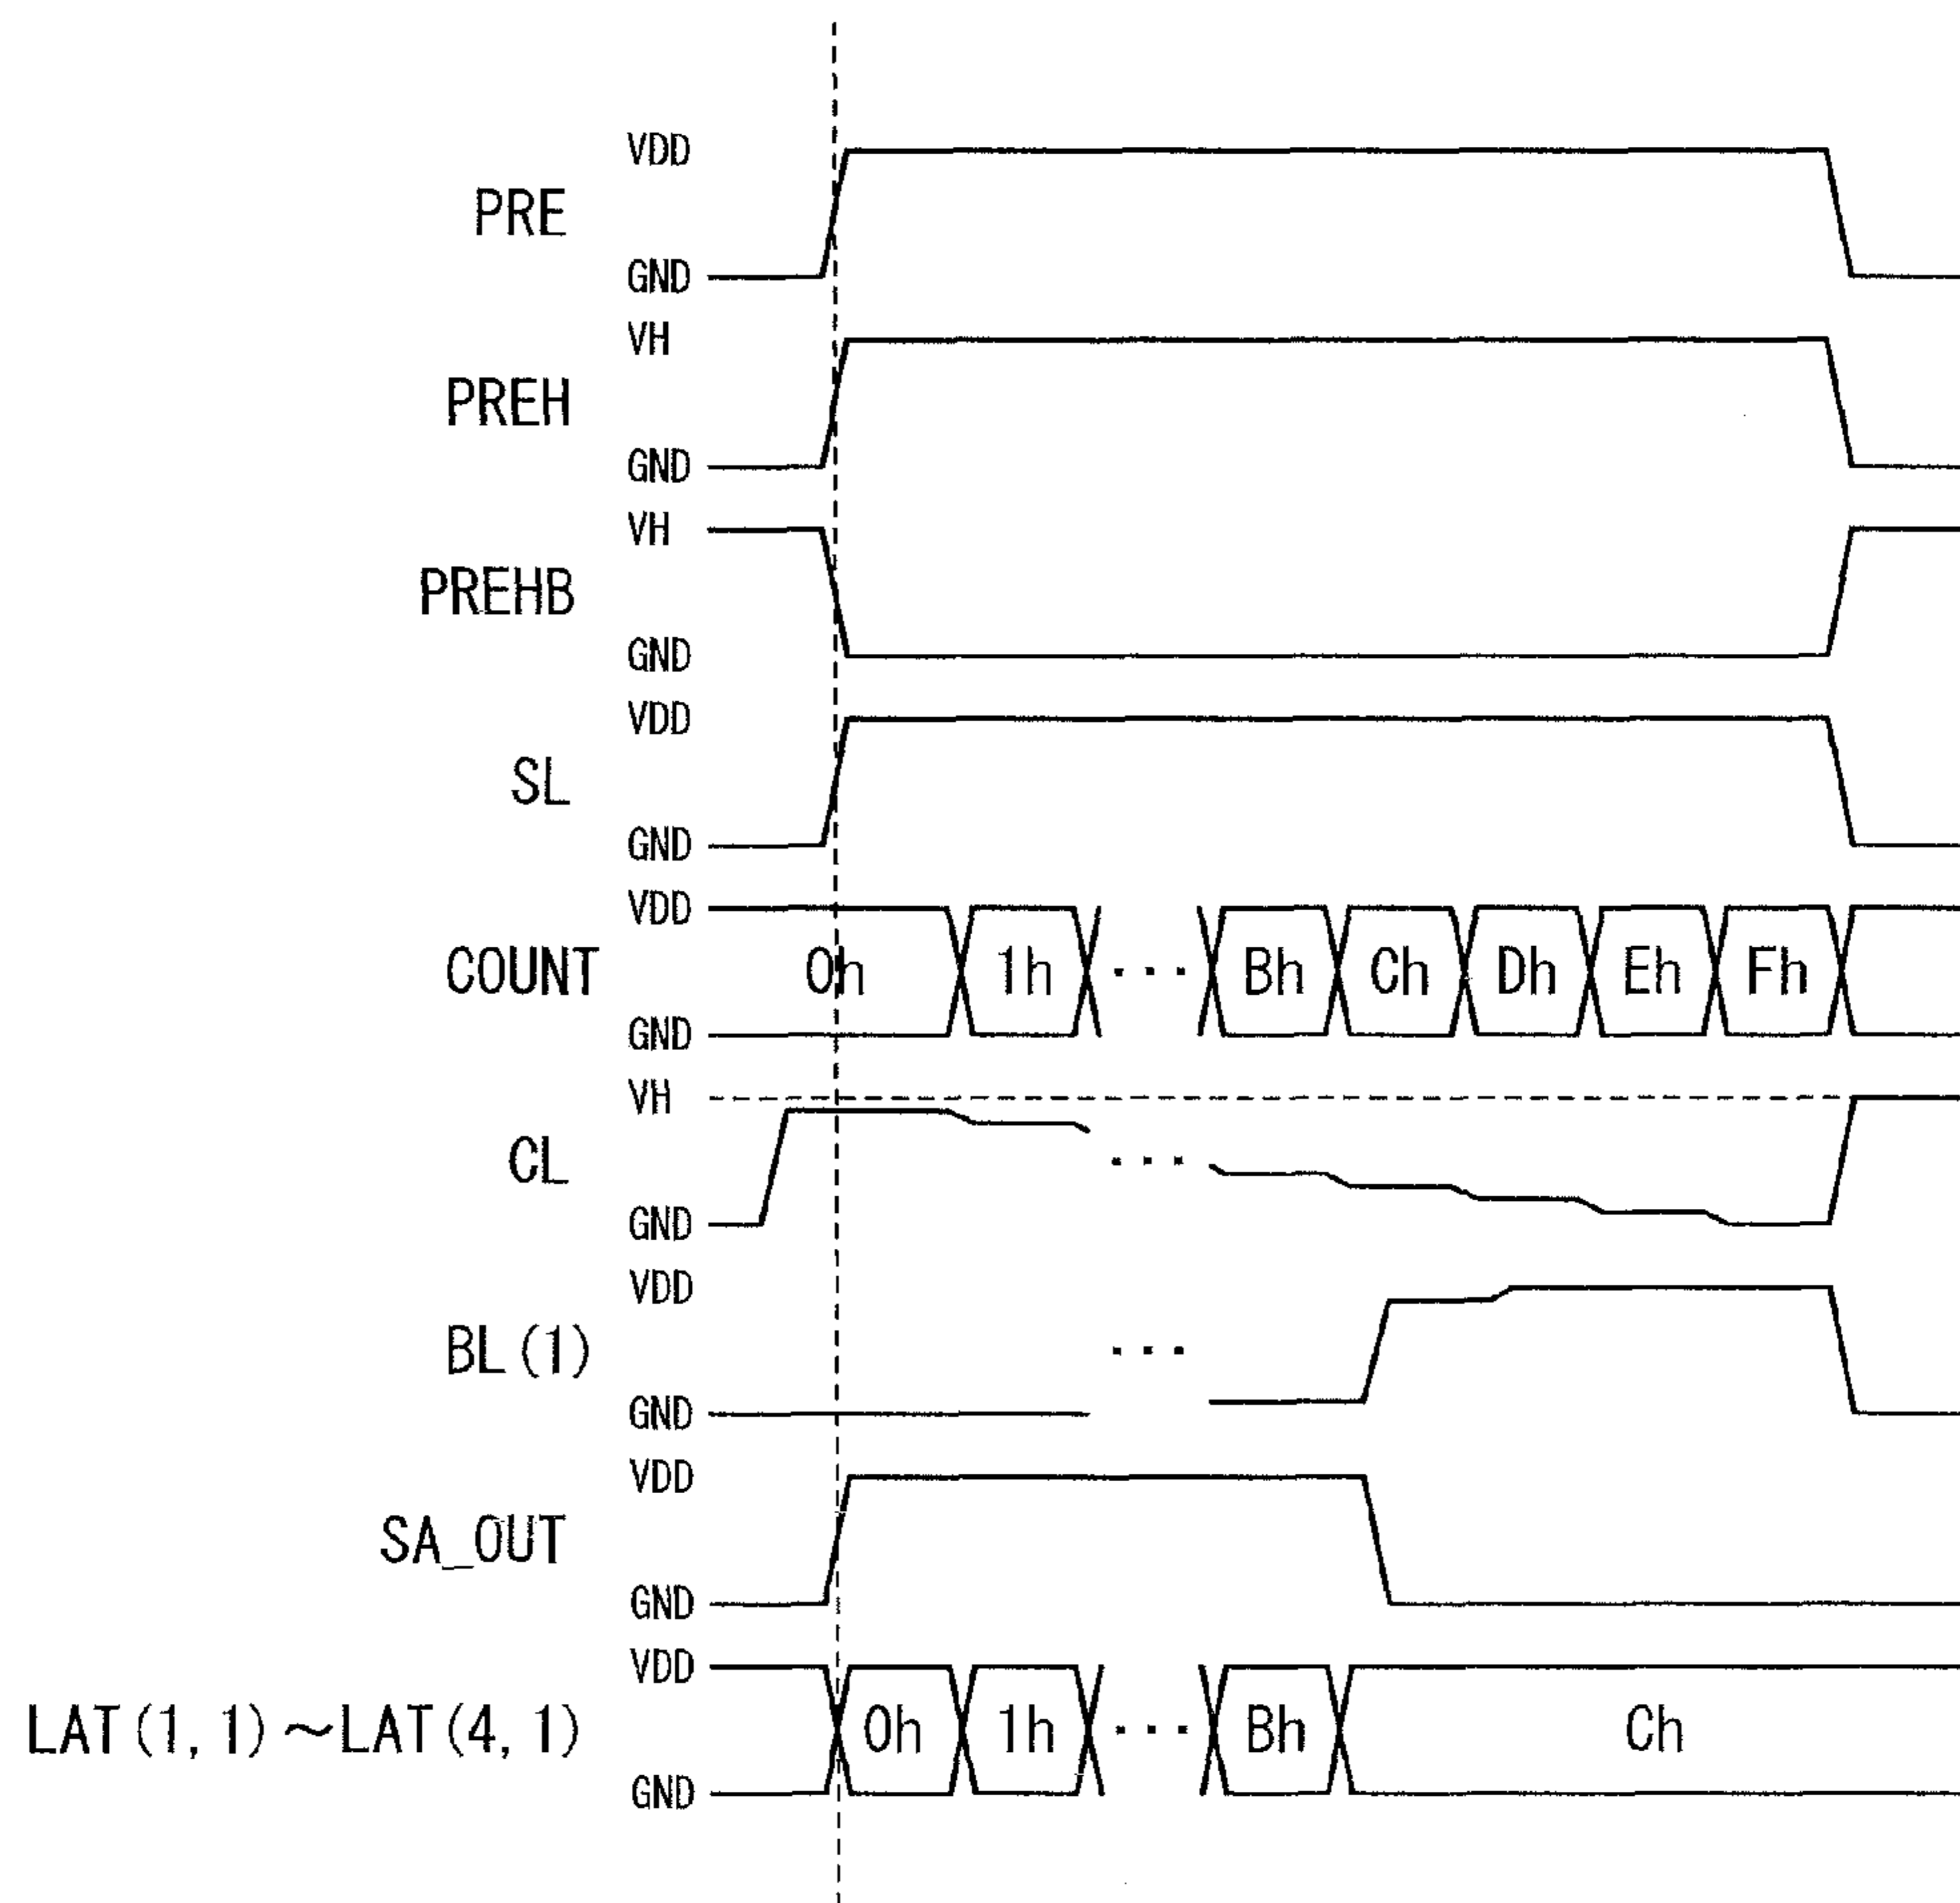 VDD
PRE
GND
VH
PREH
GND
VH
PREHB
GND
VDD
SL
GND
VDD
COUNT 0h 1h ... Bh Ch Dh Eh Fh
GND
VH
CL ...
GND
VDD
BL(1) ...
GND
VDD
SA_OUT
GND
VDD
LAT(1,1)～LAT(4,1) 0h 1h ... Bh Ch
GND